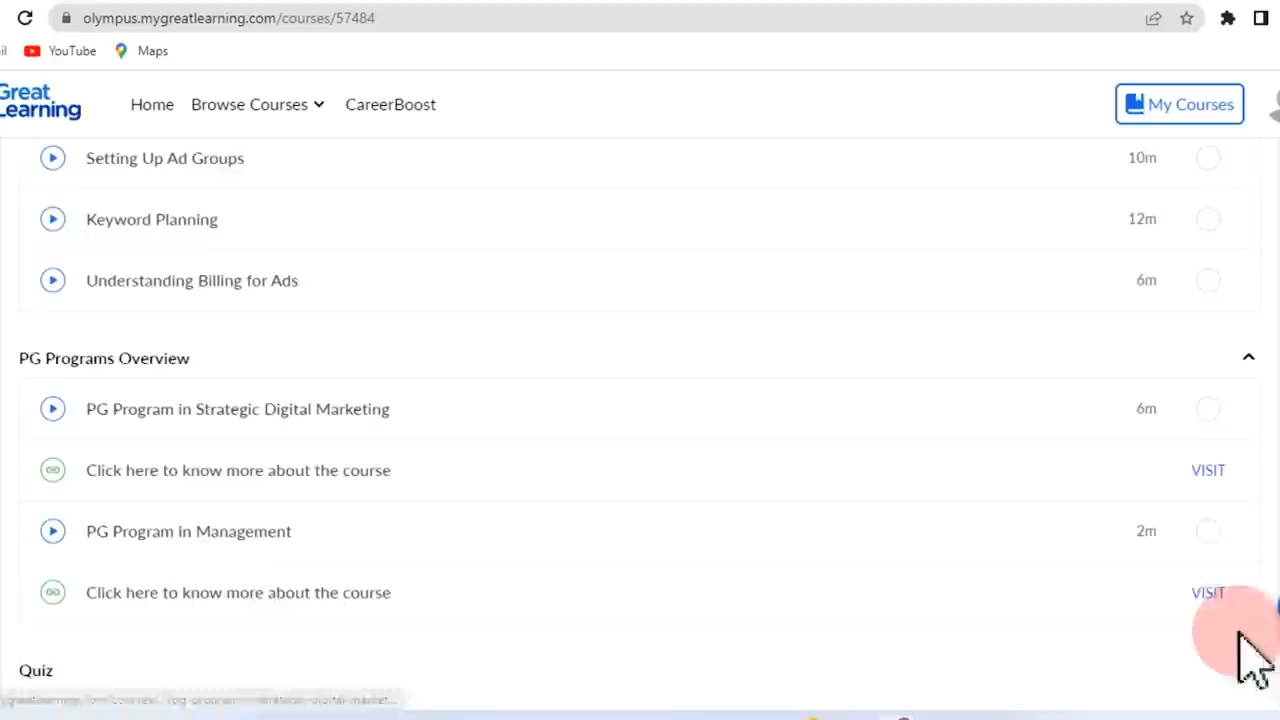 olympus.mygreatlearning.com/courses/57484
YouTube Maps
Great
Learning
Home Browse Courses CareerBoost My Courses
Setting Up Ad Groups 10m
Keyword Planning 12m
Understanding Billing for Ads 6m
PG Programs Overview
PG Program in Strategic Digital Marketing 6m
Click here to know more about the course VISIT
PG Program in Management 2m
Click here to know more about the course VISIT
Quiz